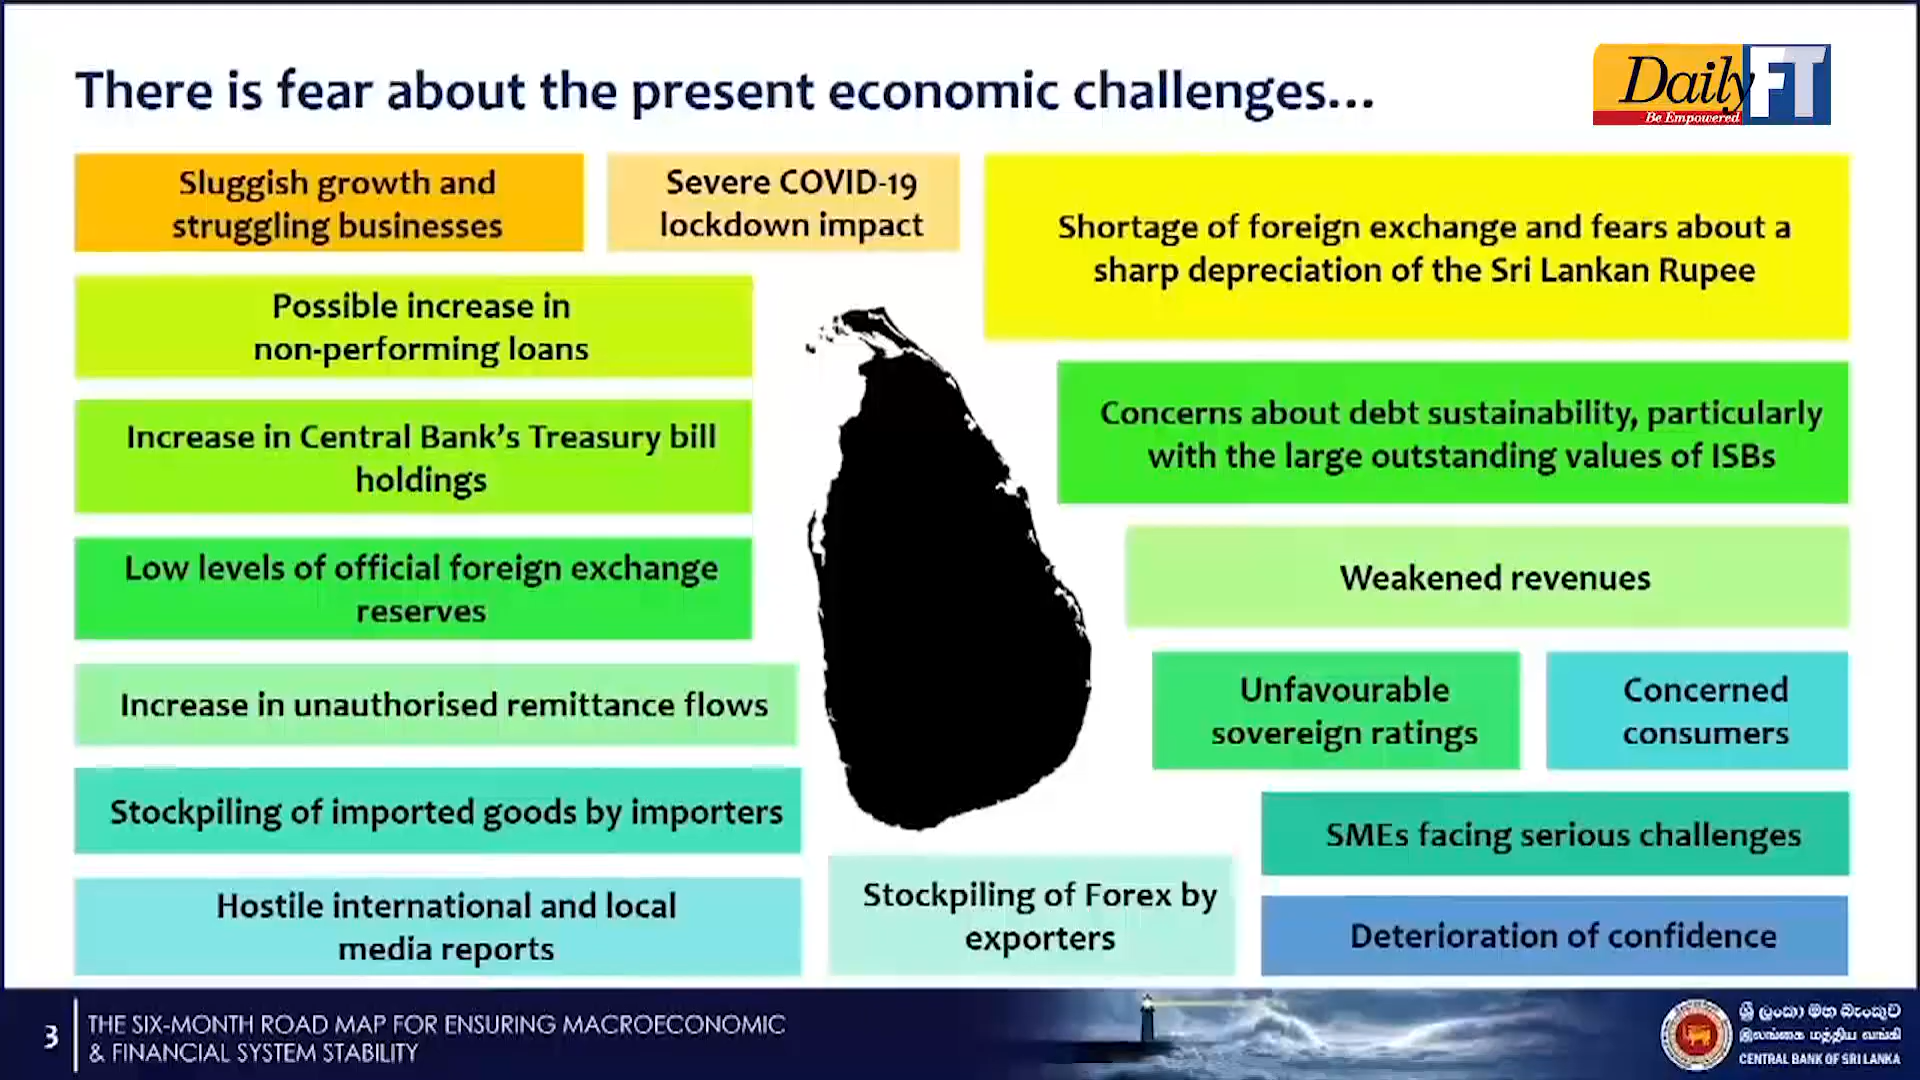 There is fear about the present economic challenges...
Daily FT
Be Empowered
Sluggish growth and
struggling businesses
Severe COVID-19
lockdown impact
Shortage of foreign exchange and fears about a
sharp depreciation of the Sri Lankan Rupee
Possible increase in
non-performing loans
Increase in Central Bank's Treasury bill
holdings
Concerns about debt sustainability, particularly
with the large outstanding values of ISBs
Low levels of official foreign exchange
reserves
Weakened revenues
Increase in unauthorised remittance flows
Unfavourable
sovereign ratings
Concerned
consumers
Stockpiling of imported goods by importers
SMEs facing serious challenges
Hostile international and local
media reports
Stockpiling of Forex by
exporters
Deterioration of confidence
3
THE SIX-MONTH ROAD MAP FOR ENSURING MACROECONOMIC
& FINANCIAL SYSTEM STABILITY
ශ්‍රී ලංකා මහ බැංකුව
இலங்கை மத்திய வங்கி
CENTRAL BANK OF SRI LANKA